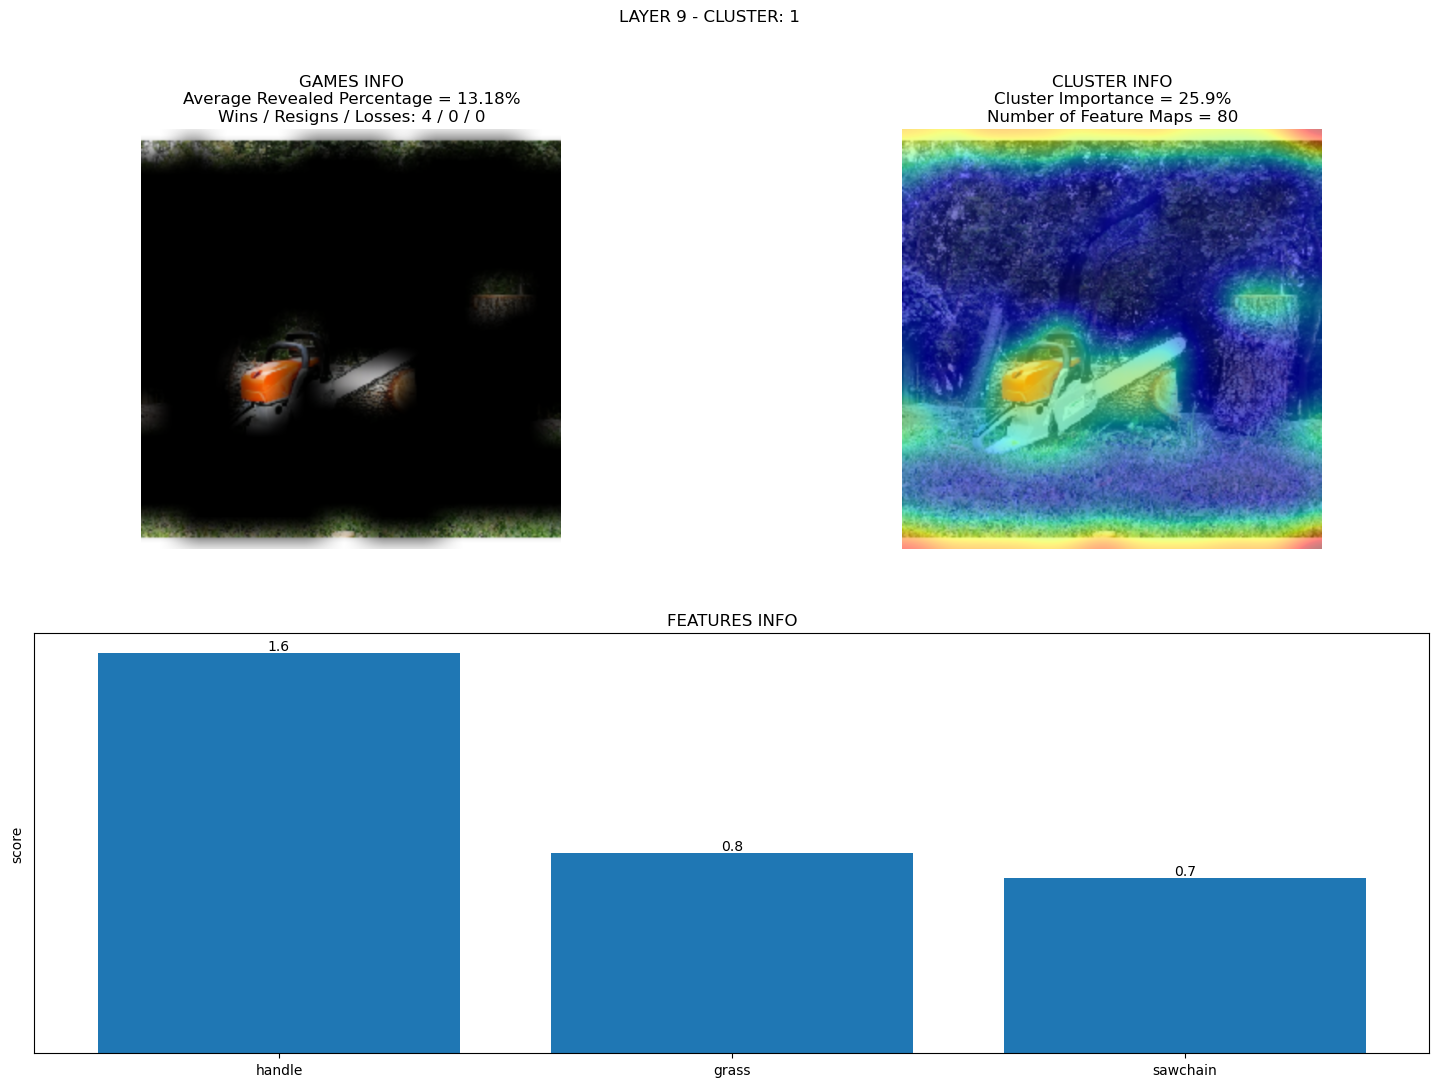 LAYER 9 - CLUSTER: 1
GAMES INFO
Average Revealed Percentage = 13.18%
Wins / Resigns / Losses: 4 / 0 / 0
CLUSTER INFO
Cluster Importance = 25.9%
Number of Feature Maps = 80
FEATURES INFO
score
1.6
0.8
0.7
handle
grass
sawchain